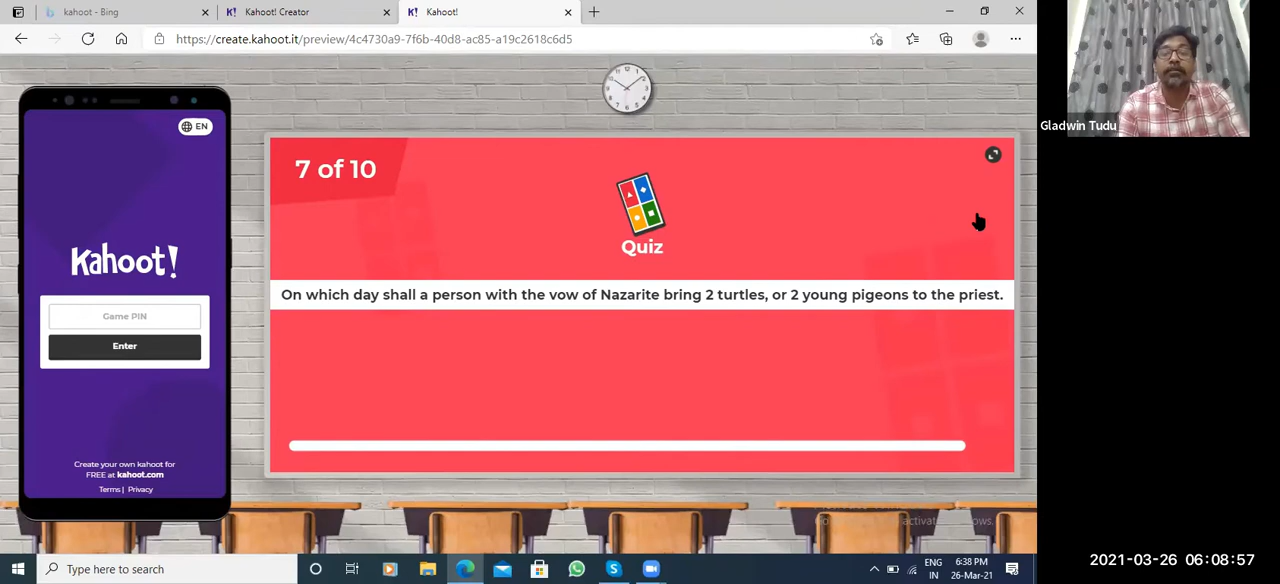 kahoot - Bing
K! Kahoot! Creator
K! Kahoot!
https://create.kahoot.it/preview/4c4730a9-7f6b-40d8-ac85-a19c2618c6d5
Gladwin Tudu
EN
Kahoot!
Game PIN
Enter
Create your own kahoot for
FREE at kahoot.com
Terms | Privacy
7 of 10
Quiz
On which day shall a person with the vow of Nazarite bring 2 turtles, or 2 young pigeons to the priest.
Type here to search
ENG
IN
6:38 PM
26-Mar-21
2021-03-26 06:08:57